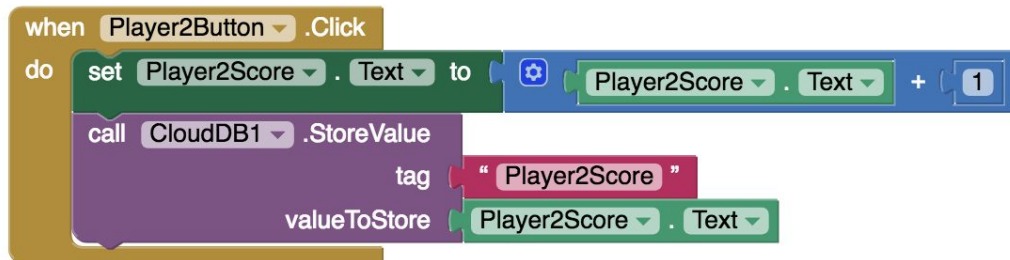 when Player2Button .Click
do set Player2Score . Text to Player2Score . Text + 1
call CloudDB1 .StoreValue
tag " Player2Score "
valueToStore Player2Score . Text